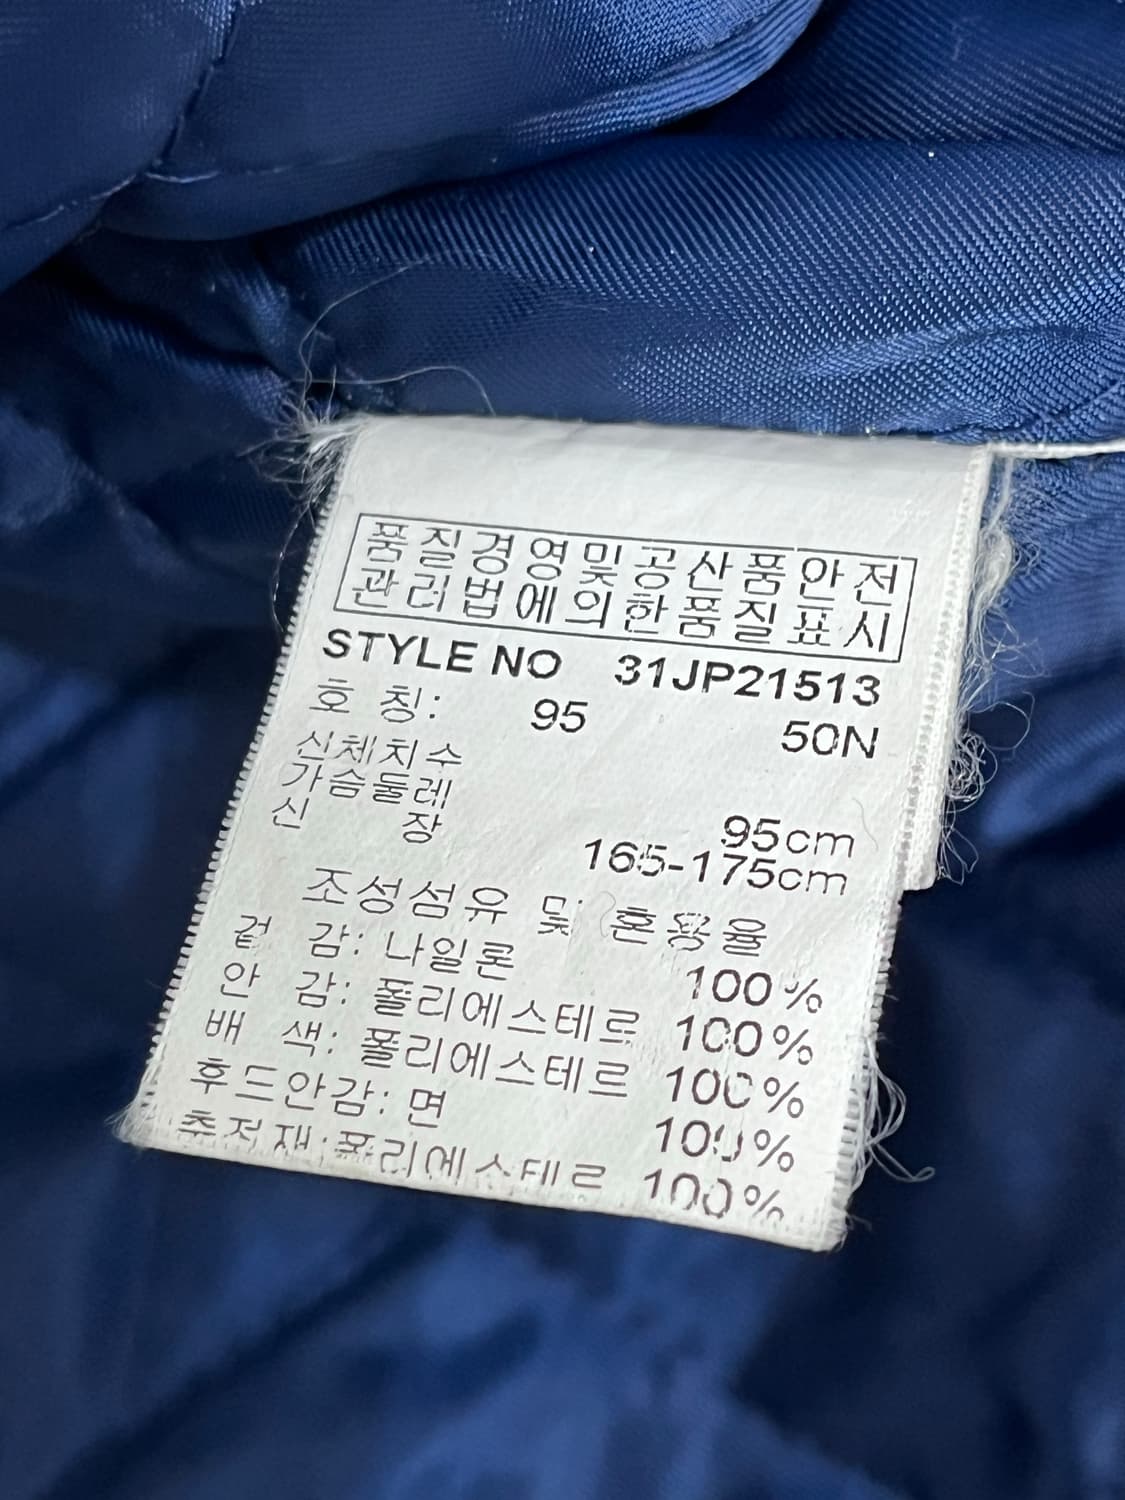 품질경영및공산품안전
관리법에의한품질표시
STYLE NO 31JP21513
호 칭: 95 50N
신체치수
가슴둘레 95cm
신 장 165-175cm
조성섬유 및 혼용율
겉 감: 나일론 100%
안 감: 폴리에스테르 100%
배 색: 폴리에스테르 100%
후드안감: 면 100%
충전재:폴리에스테르 100%